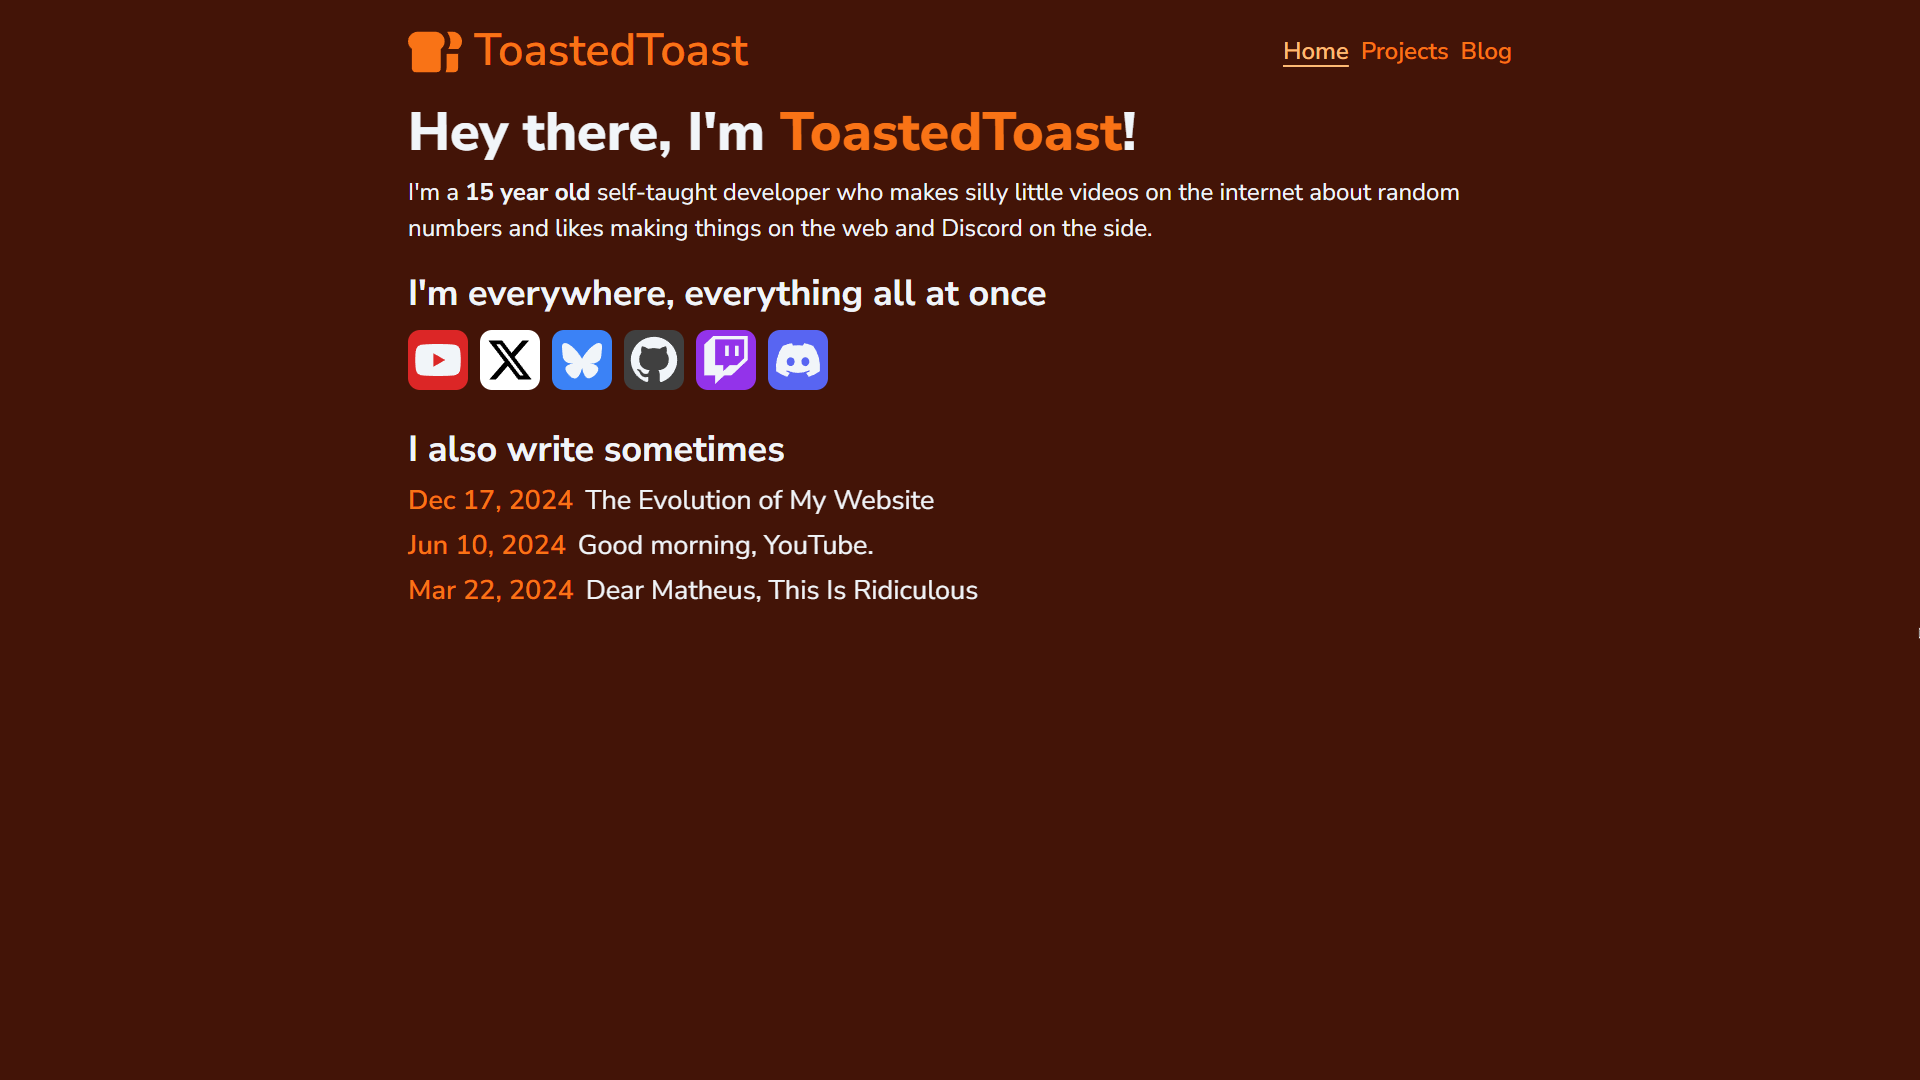 ToastedToast
Home Projects Blog
Hey there, I'm ToastedToast!
I'm a 15 year old self-taught developer who makes silly little videos on the internet about random
numbers and likes making things on the web and Discord on the side.
I'm everywhere, everything all at once
I also write sometimes
Dec 17, 2024 The Evolution of My Website
Jun 10, 2024 Good morning, YouTube.
Mar 22, 2024 Dear Matheus, This Is Ridiculous